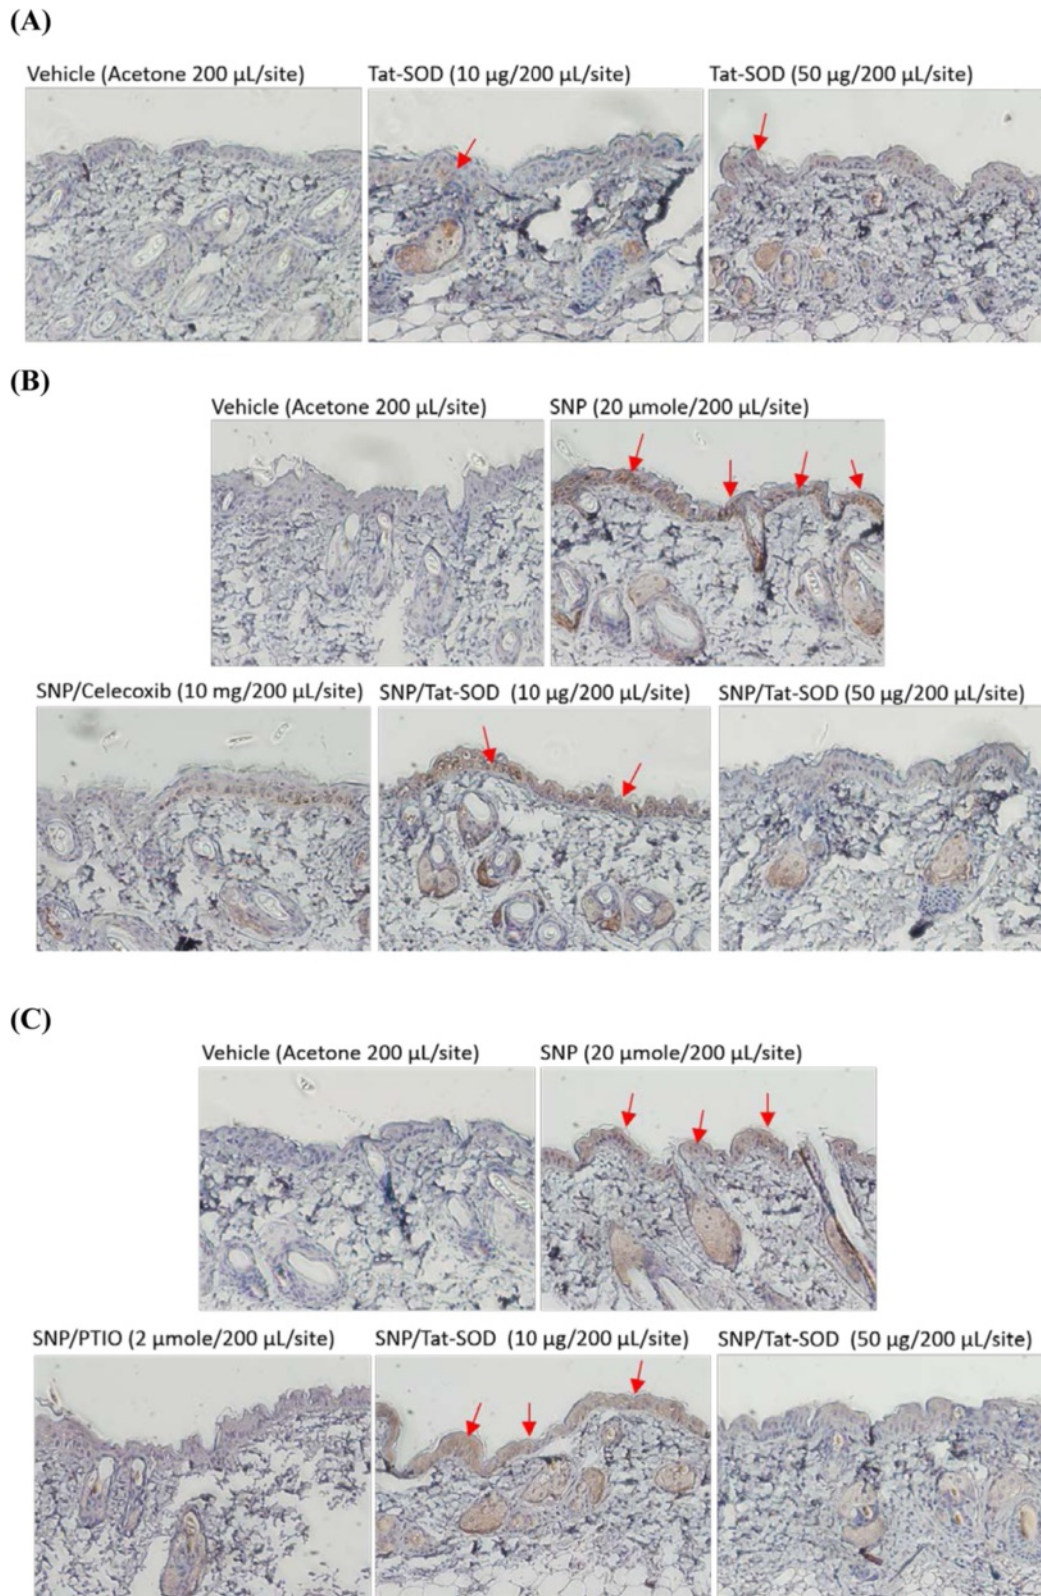 (A)
Vehicle (Acetone 200 µL/site) Tat-SOD (10 µg/200 µL/site) Tat-SOD (50 µg/200 µL/site)
(B)
Vehicle (Acetone 200 µL/site) SNP (20 µmole/200 µL/site)
SNP/Celecoxib (10 mg/200 µL/site) SNP/Tat-SOD (10 µg/200 µL/site) SNP/Tat-SOD (50 µg/200 µL/site)
(C)
Vehicle (Acetone 200 µL/site) SNP (20 µmole/200 µL/site)
SNP/PTIO (2 µmole/200 µL/site) SNP/Tat-SOD (10 µg/200 µL/site) SNP/Tat-SOD (50 µg/200 µL/site)